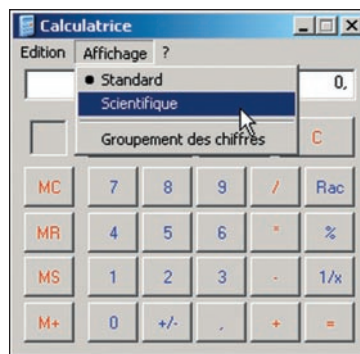 Calculatrice
Edition Affichage ?
Standard
0,
Scientifique
Groupement des chiffres
C
MC 7 8 9 / Rac
MR 4 5 6 * %
MS 1 2 3 - 1/x
M+ 0 +/- , + =